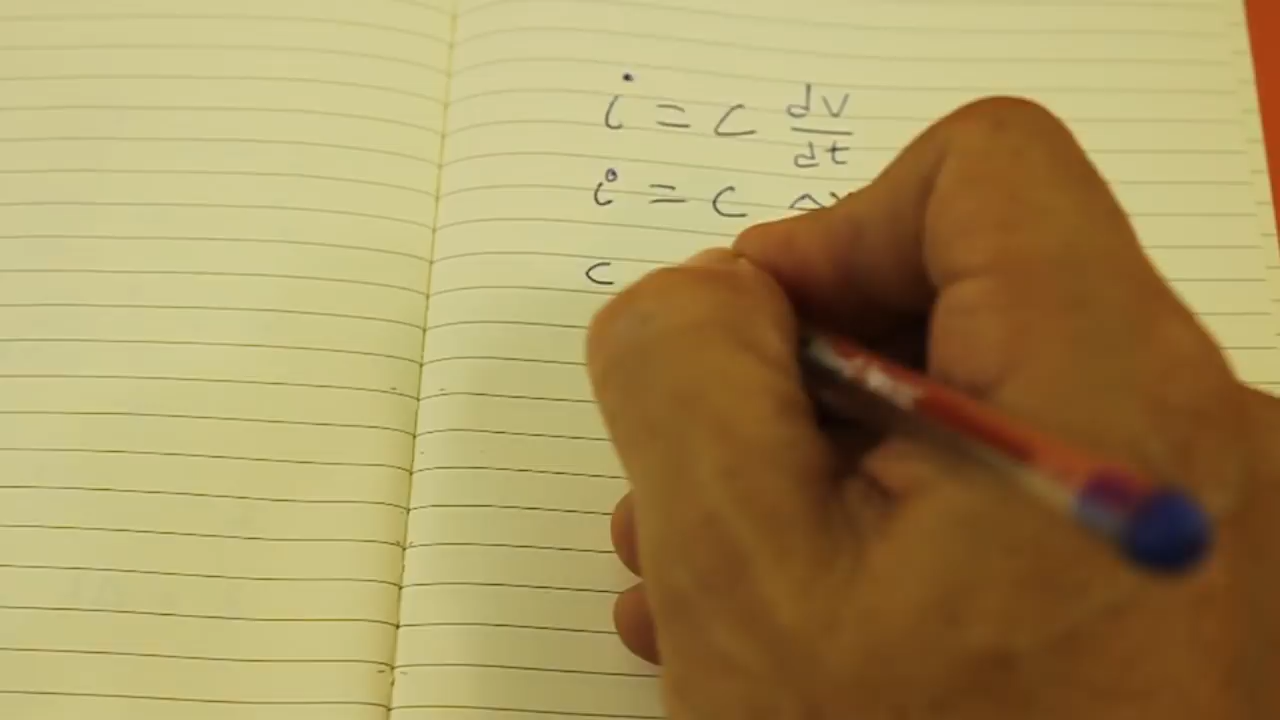 i = c dv/dt
i = c
c